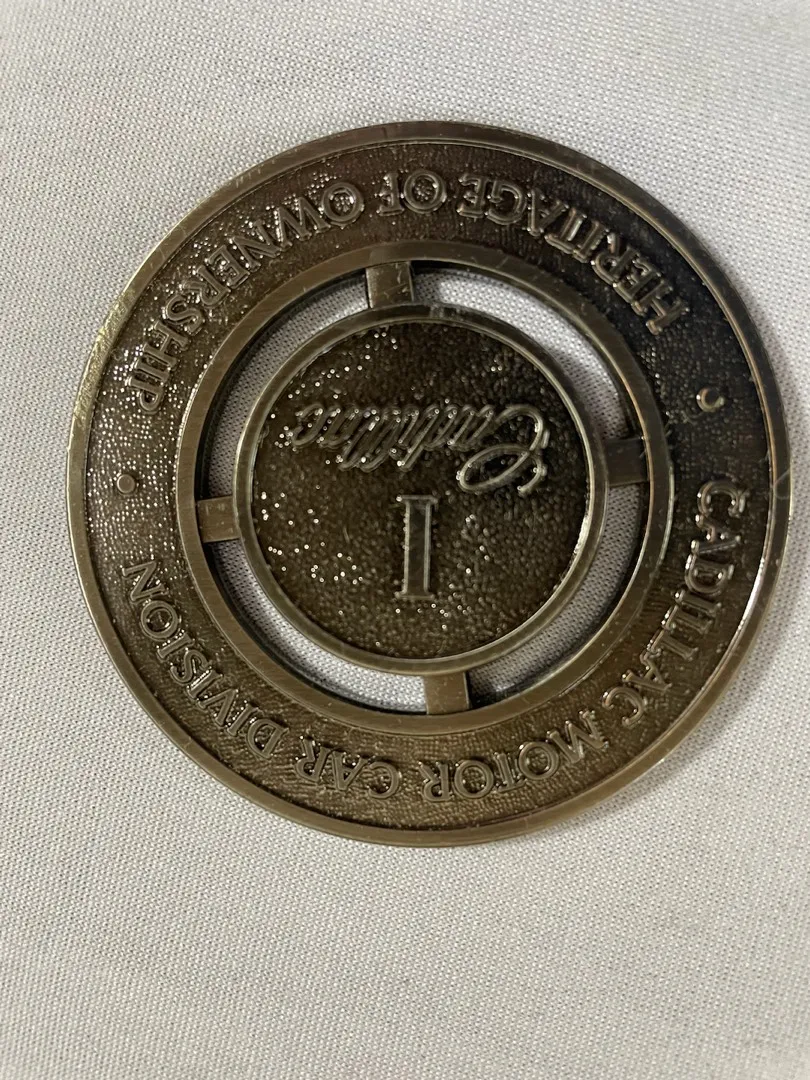 CADILLAC MOTOR CAR DIVISION
I
Cadillac
HERITAGE OF OWNERSHIP